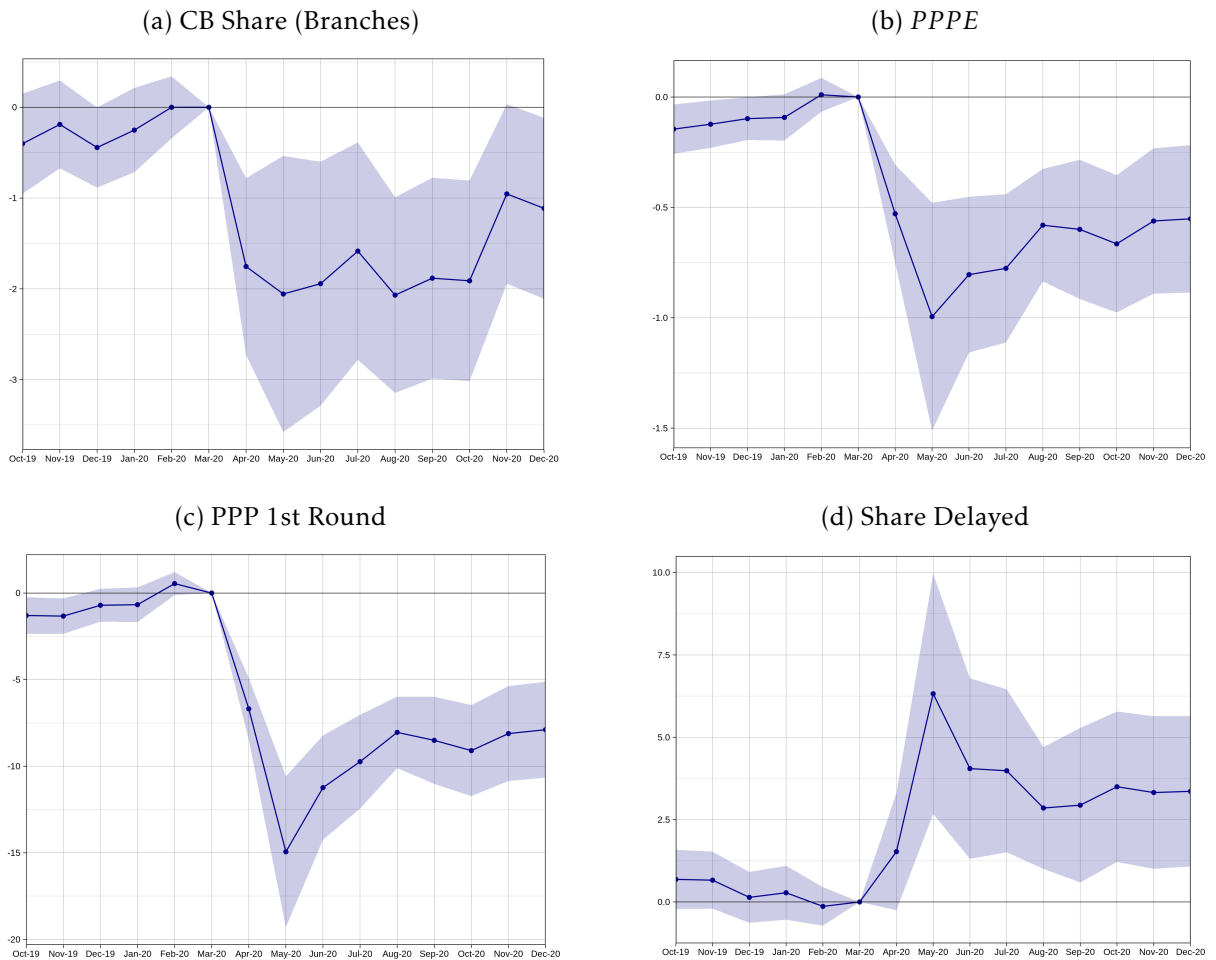 (a) CB Share (Branches)
0
-1
-2
-3
Oct-19 Nov-19 Dec-19 Jan-20 Feb-20 Mar-20 Apr-20 May-20 Jun-20 Jul-20 Aug-20 Sep-20 Oct-20 Nov-20 Dec-20
(b) PPPE
0.0
-0.5
-1.0
-1.5
Oct-19 Nov-19 Dec-19 Jan-20 Feb-20 Mar-20 Apr-20 May-20 Jun-20 Jul-20 Aug-20 Sep-20 Oct-20 Nov-20 Dec-20
(c) PPP 1st Round
0
-5
-10
-15
-20
Oct-19 Nov-19 Dec-19 Jan-20 Feb-20 Mar-20 Apr-20 May-20 Jun-20 Jul-20 Aug-20 Sep-20 Oct-20 Nov-20 Dec-20
(d) Share Delayed
10.0
7.5
5.0
2.5
0.0
Oct-19 Nov-19 Dec-19 Jan-20 Feb-20 Mar-20 Apr-20 May-20 Jun-20 Jul-20 Aug-20 Sep-20 Oct-20 Nov-20 Dec-20